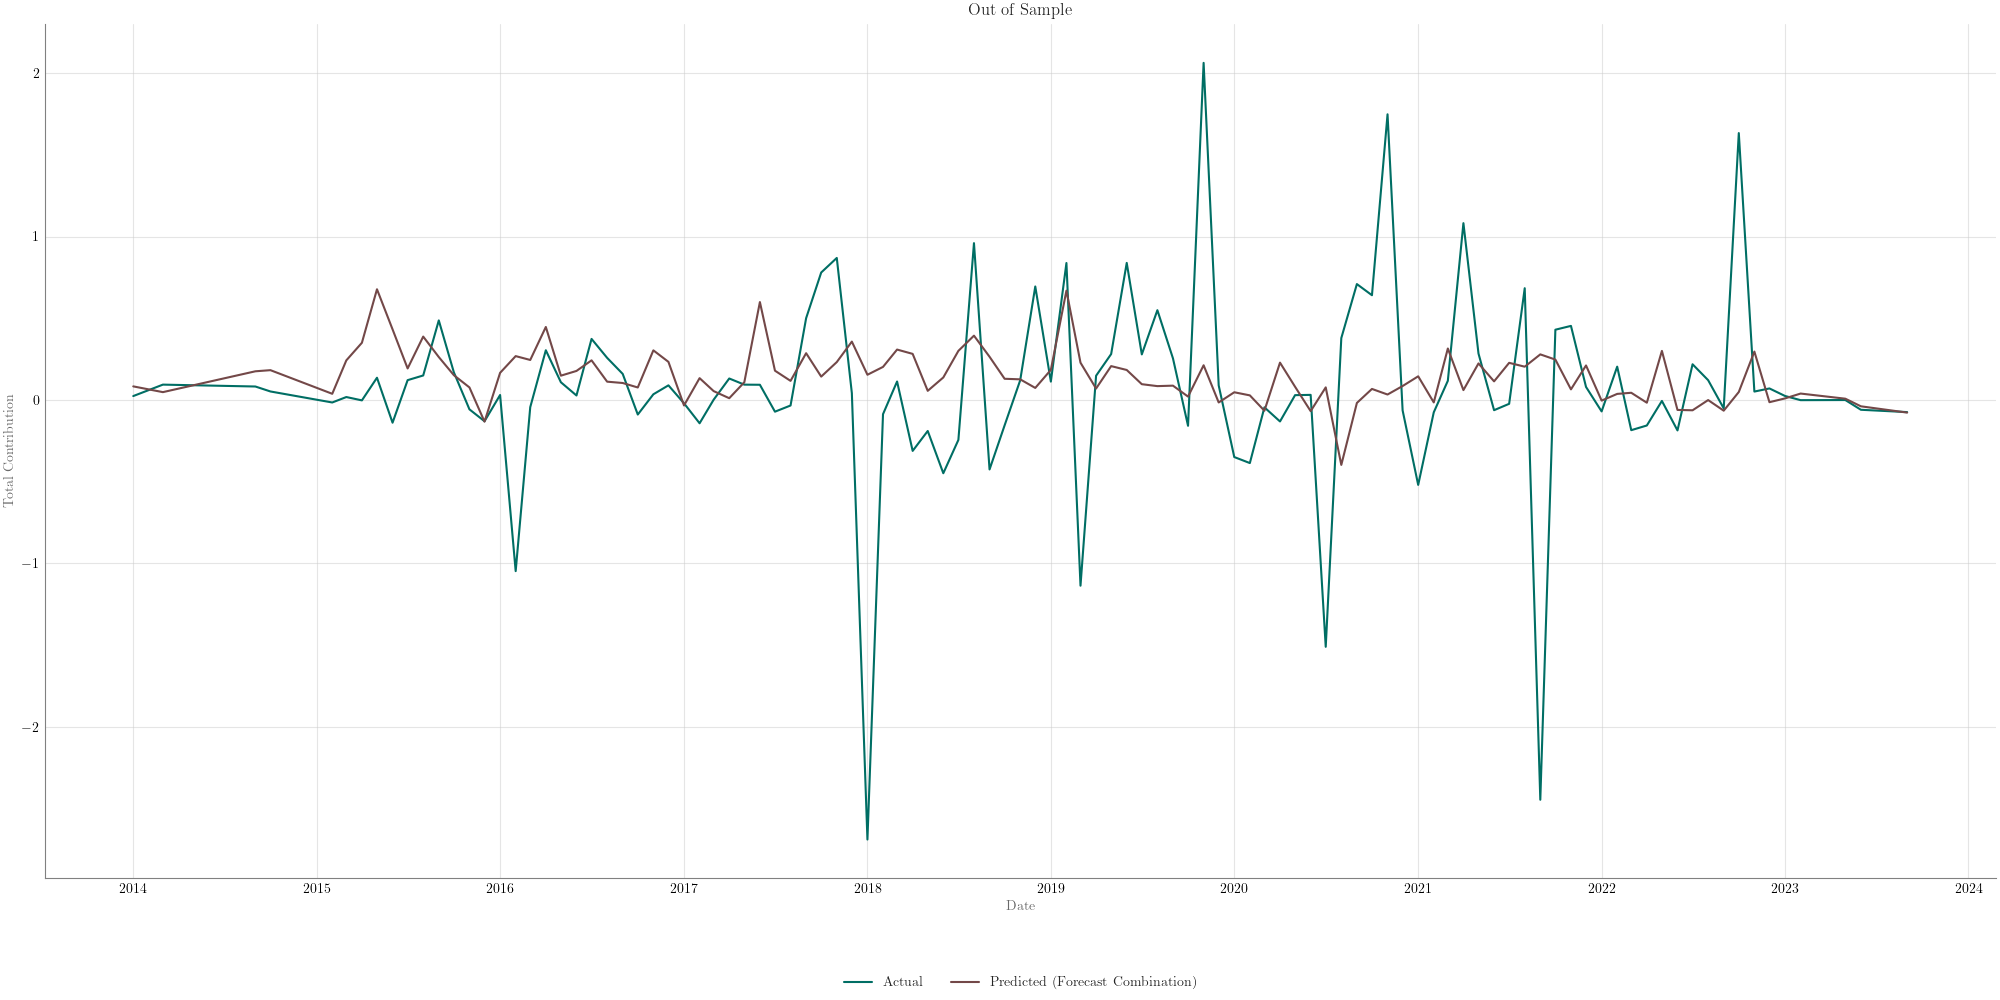 Out of Sample
2
1
0
−1
−2
Total Contribution
2014 2015 2016 2017 2018 2019 2020 2021 2022 2023 2024
Date
Actual Predicted (Forecast Combination)